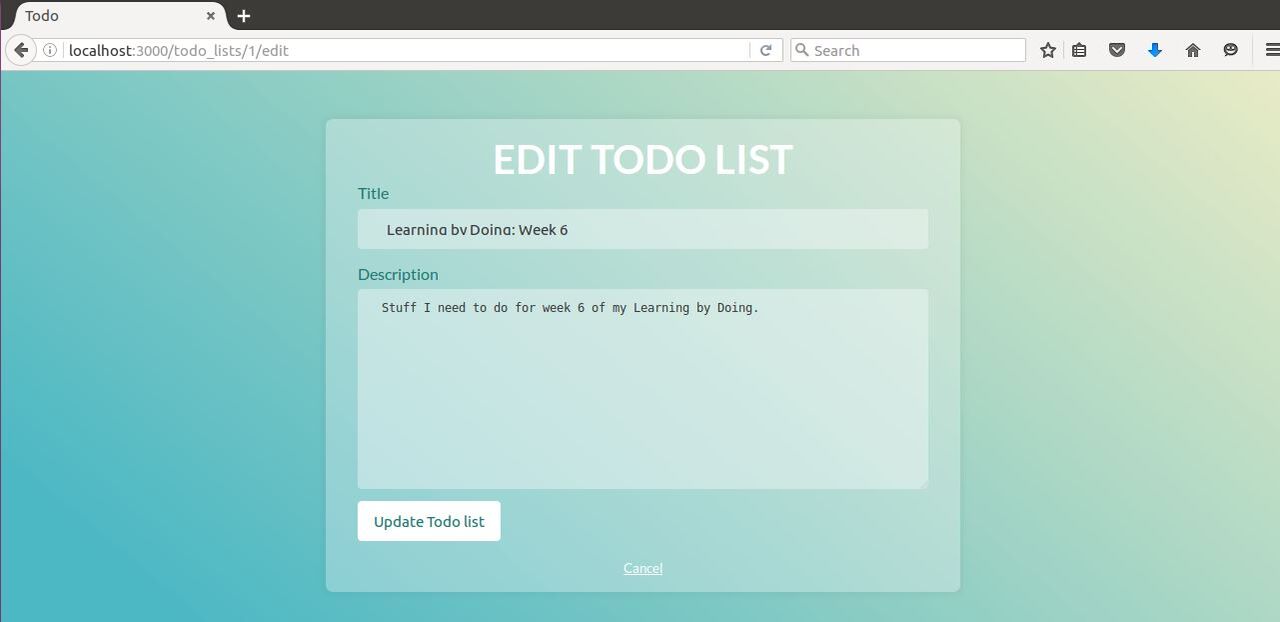 Todo
localhost:3000/todo_lists/1/edit
Search
EDIT TODO LIST
Title
Learning by Doing: Week 6
Description
Stuff I need to do for week 6 of my Learning by Doing.
Update Todo list
Cancel